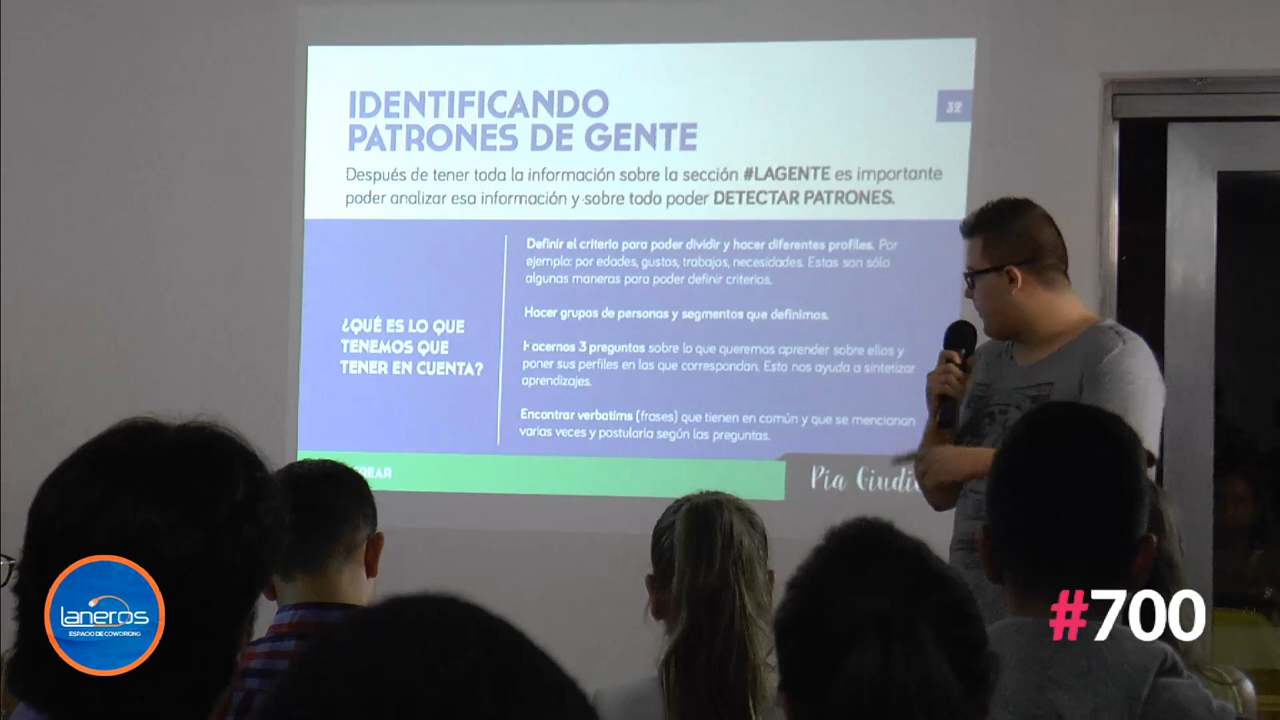 IDENTIFICANDO
PATRONES DE GENTE
32
Después de tener toda la información sobre la sección #LAGENTE es importante
poder analizar esa información y sobre todo poder DETECTAR PATRONES.
¿QUÉ ES LO QUE
TENEMOS QUE
TENER EN CUENTA?
Definir el criterio para poder dividir y hacer diferentes profiles. Por
ejemplo: por edades, gustos, trabajos, necesidades. Estas son sólo
algunas maneras para poder definir criterios.
Hacer grupos de personas y segmentos que definimos.
Hacernos 3 preguntas sobre lo que queremos aprender sobre ellos y
poner sus perfiles en las que correspondan. Esto nos ayuda a sintetizar
aprendizajes.
Encontrar verbatims (frases) que tienen en común y que se mencionan
varias veces y postularla según las preguntas.
Pía
laneros
ESPACIO DE COWORKING
#700